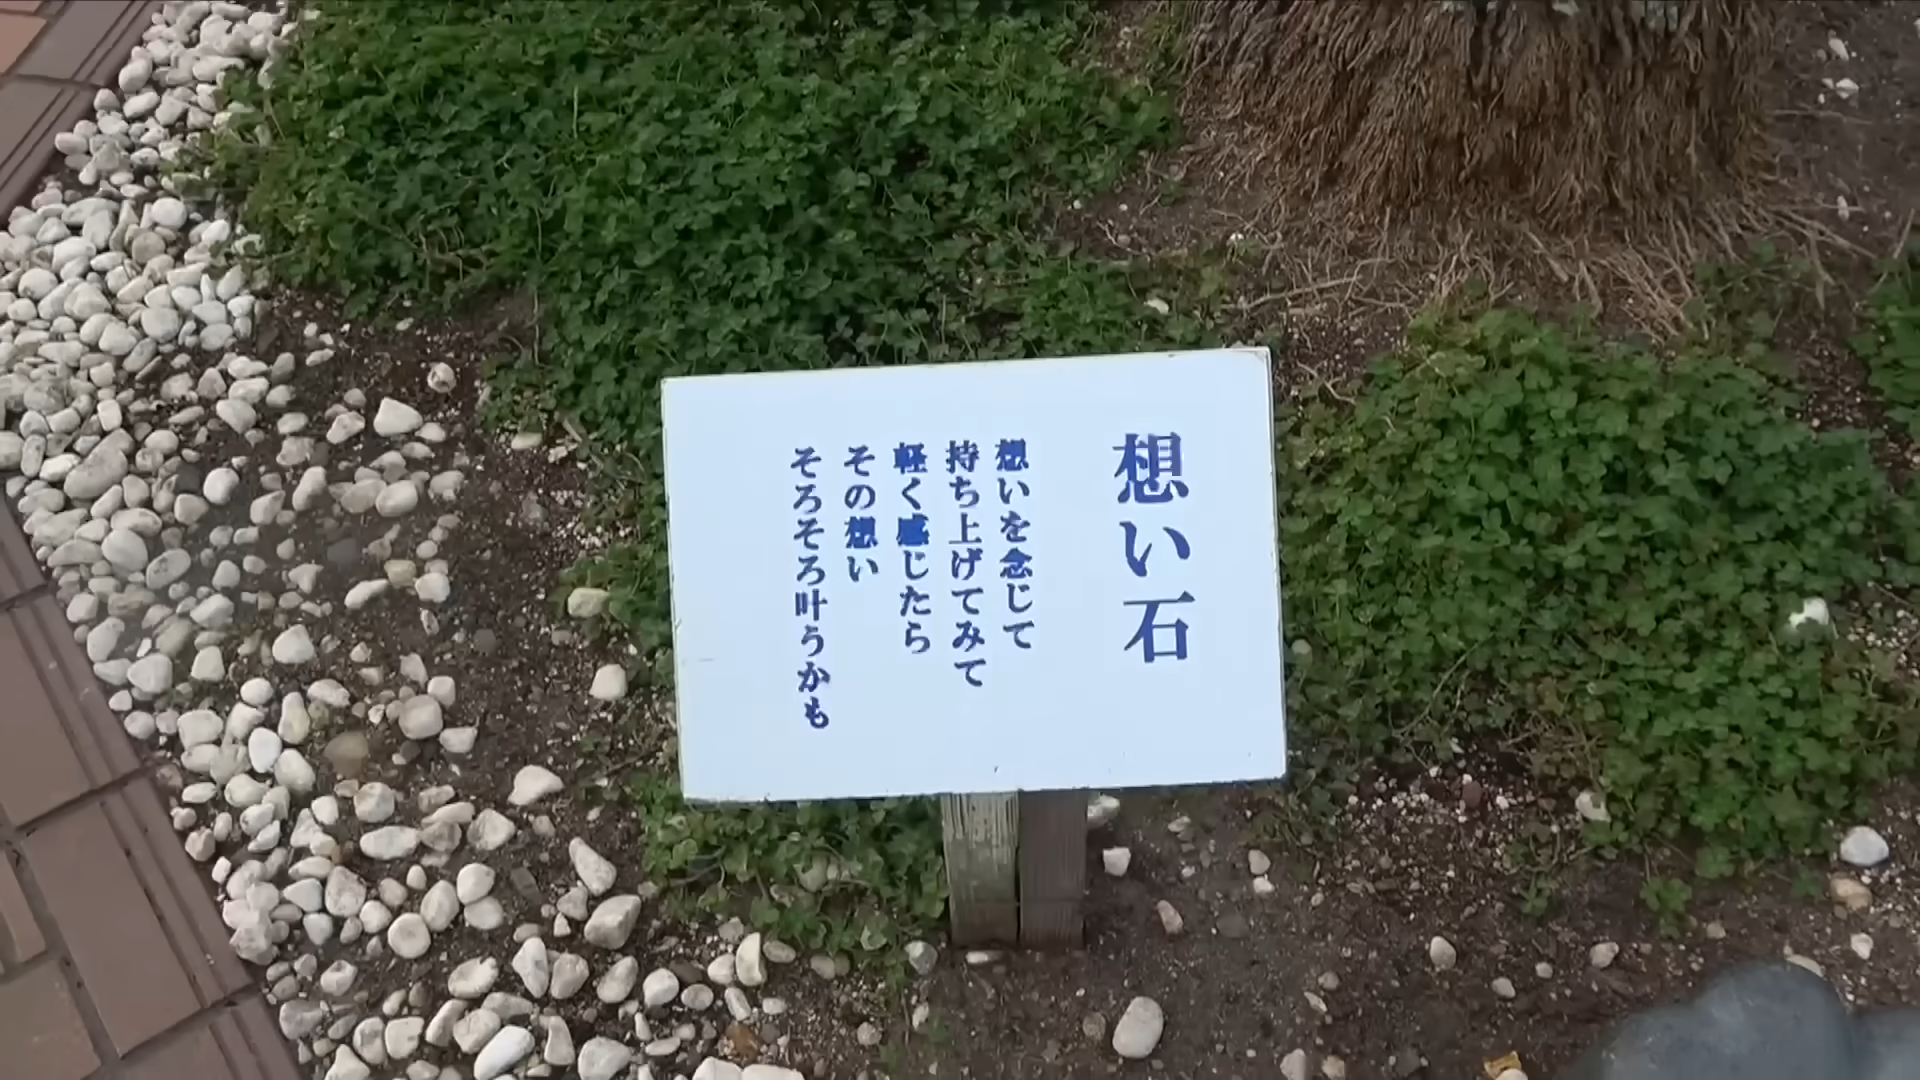 想い石
想いを念じて
持ち上げてみて
軽く感じたら
その想い
そろそろ叶うかも